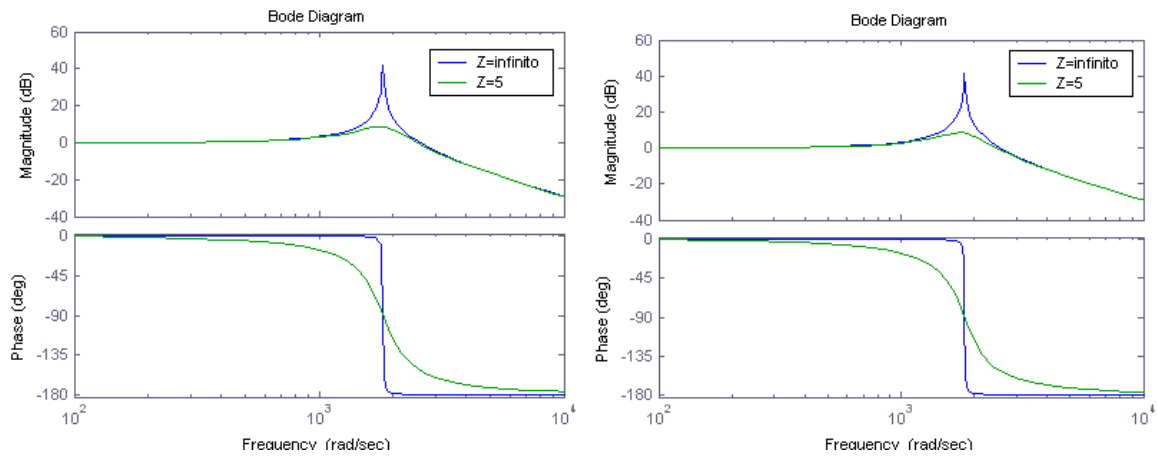 Bode Diagram
60
40
20
0
-20
-40
Magnitude (dB)
Z=infinito
Z=5
0
-45
-90
-135
-180
Phase (deg)
10^2
10^3
10^4
Frequency (rad/sec)
Bode Diagram
60
40
20
0
-20
-40
Magnitude (dB)
Z=infinito
Z=5
0
-45
-90
-135
-180
Phase (deg)
10^2
10^3
10^4
Frequency (rad/sec)